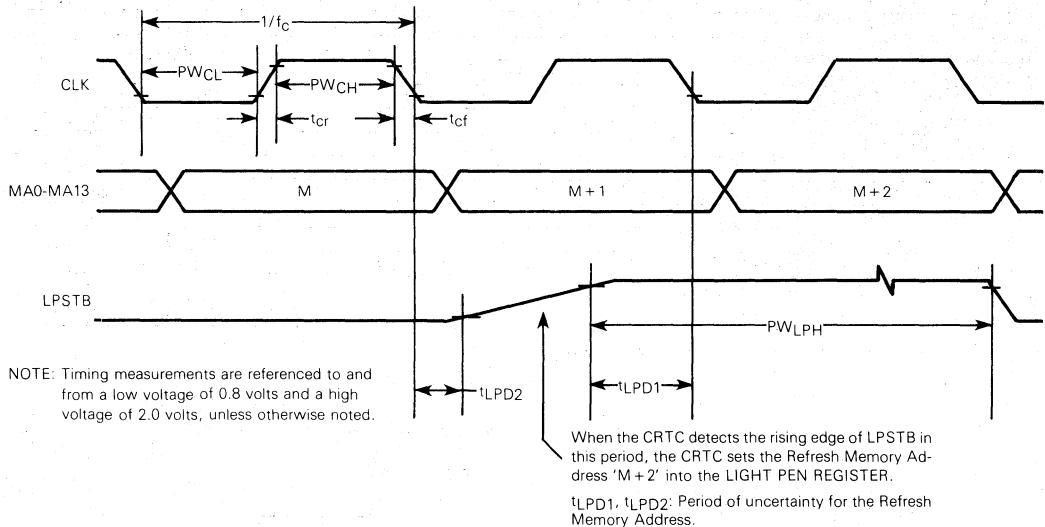 1/fC
CLK
PWCL
PWCH
tcr
tcf
MA0-MA13
M
M + 1
M + 2
LPSTB
PWLPH
tLPD2
tLPD1
NOTE: Timing measurements are referenced to and
from a low voltage of 0.8 volts and a high
voltage of 2.0 volts, unless otherwise noted.
When the CRTC detects the rising edge of LPSTB in
this period, the CRTC sets the Refresh Memory Ad-
dress 'M + 2' into the LIGHT PEN REGISTER.
tLPD1, tLPD2: Period of uncertainty for the Refresh
Memory Address.